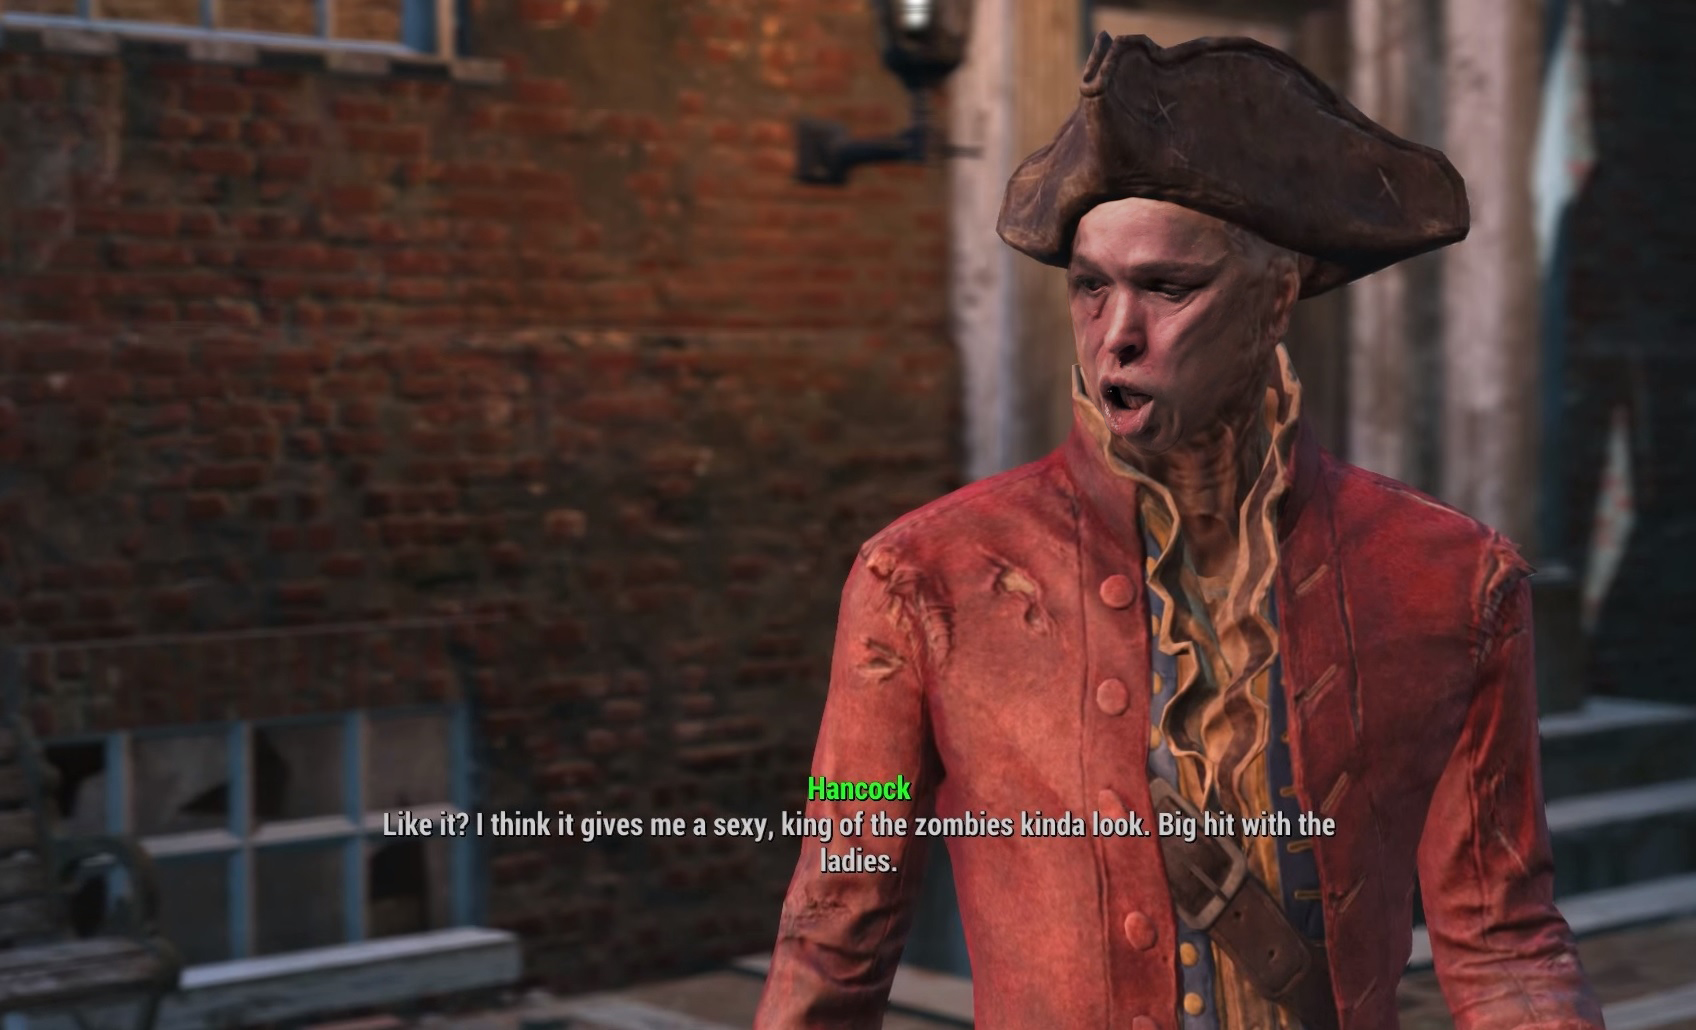 Hancock
Like it? I think it gives me a sexy, king of the zombies kinda look. Big hit with the
ladies.